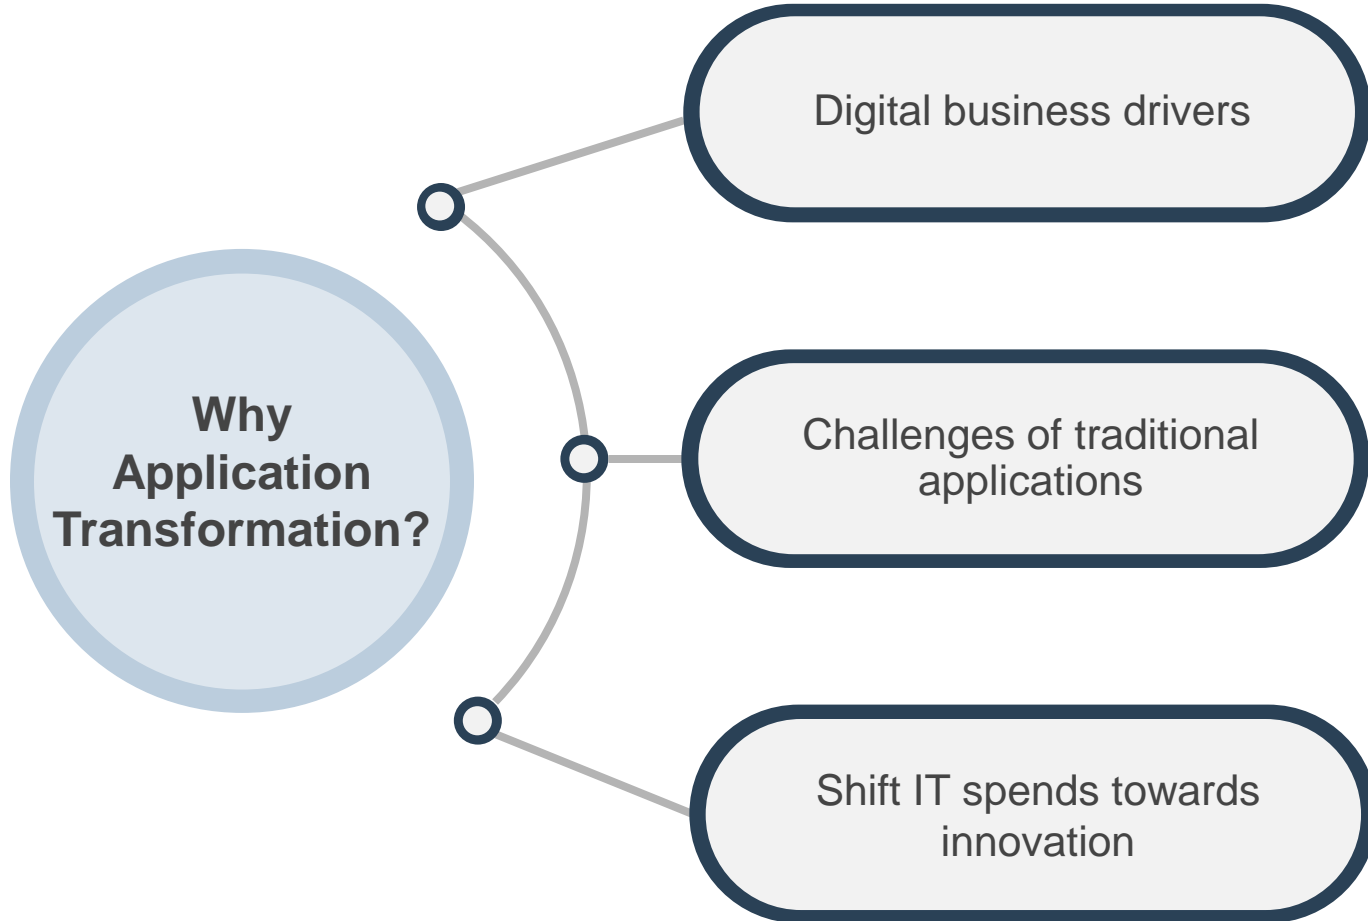 Why
Application
Transformation?
Digital business drivers
Challenges of traditional
applications
Shift IT spends towards
innovation